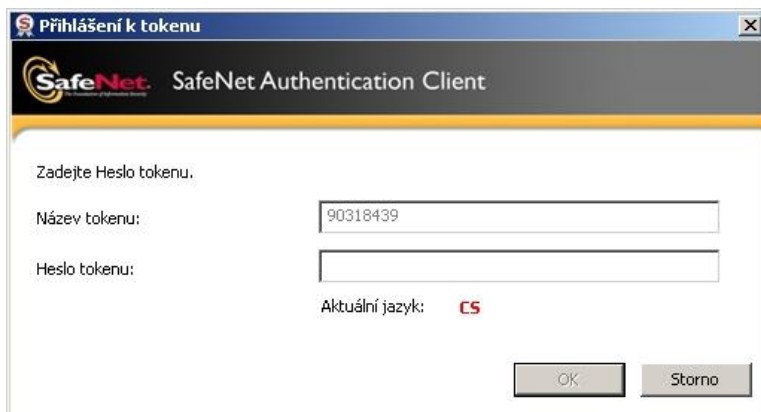 Přihlášení k tokenu
SafeNet. SafeNet Authentication Client
Zadejte Heslo tokenu.
Název tokenu: 90318439
Heslo tokenu:
Aktuální jazyk: CS
OK Storno